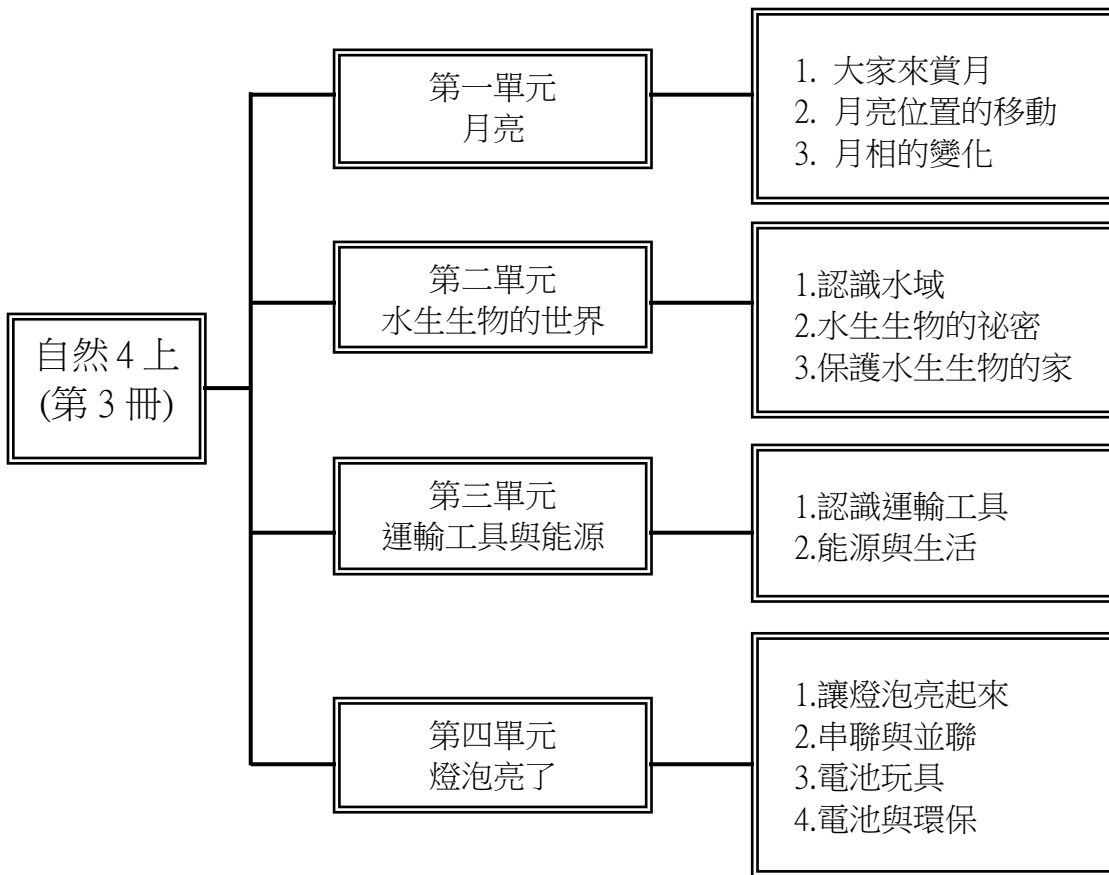 自然 4 上
(第 3 冊)
第一單元
月亮
1. 大家來賞月
2. 月亮位置的移動
3. 月相的變化
第二單元
水生生物的世界
1.認識水域
2.水生生物的祕密
3.保護水生生物的家
第三單元
運輸工具與能源
1.認識運輸工具
2.能源與生活
第四單元
燈泡亮了
1.讓燈泡亮起來
2.串聯與並聯
3.電池玩具
4.電池與環保